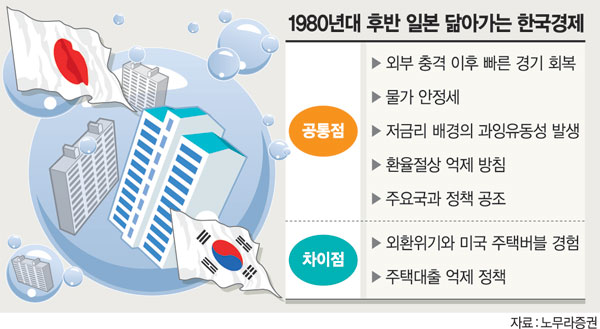 1980년대 후반 일본 닮아가는 한국경제
공통점
▶외부 충격 이후 빠른 경기 회복
▶물가 안정세
▶저금리 배경의 과잉유동성 발생
▶환율절상 억제 방침
▶주요국과 정책 공조
차이점
▶외환위기와 미국 주택버블 경험
▶주택대출 억제 정책
자료:노무라증권